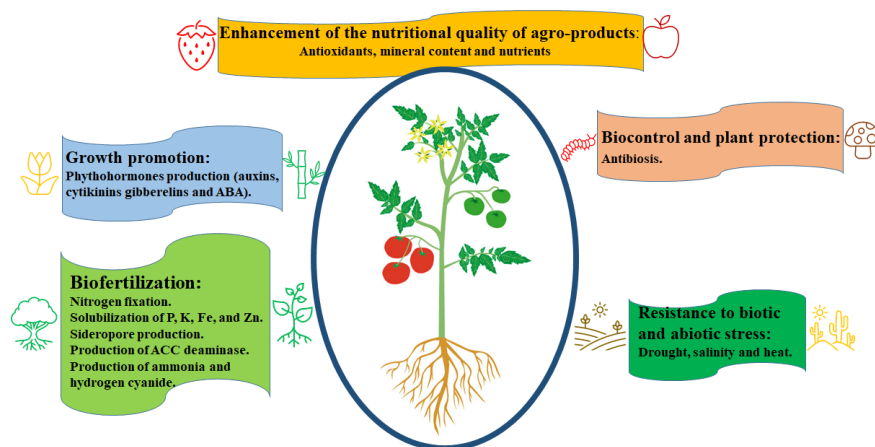 Enhancement of the nutritional quality of agro-products:
Antioxidants, mineral content and nutrients
Growth promotion:
Phythohormones production (auxins,
cytikinins gibberelins and ABA).
Biocontrol and plant protection:
Antibiosis.
Biofertilization:
Nitrogen fixation.
Solubilization of P, K, Fe, and Zn.
Sideropore production.
Production of ACC deaminase.
Production of ammonia and
hydrogen cyanide.
Resistance to biotic
and abiotic stress:
Drought, salinity and heat.